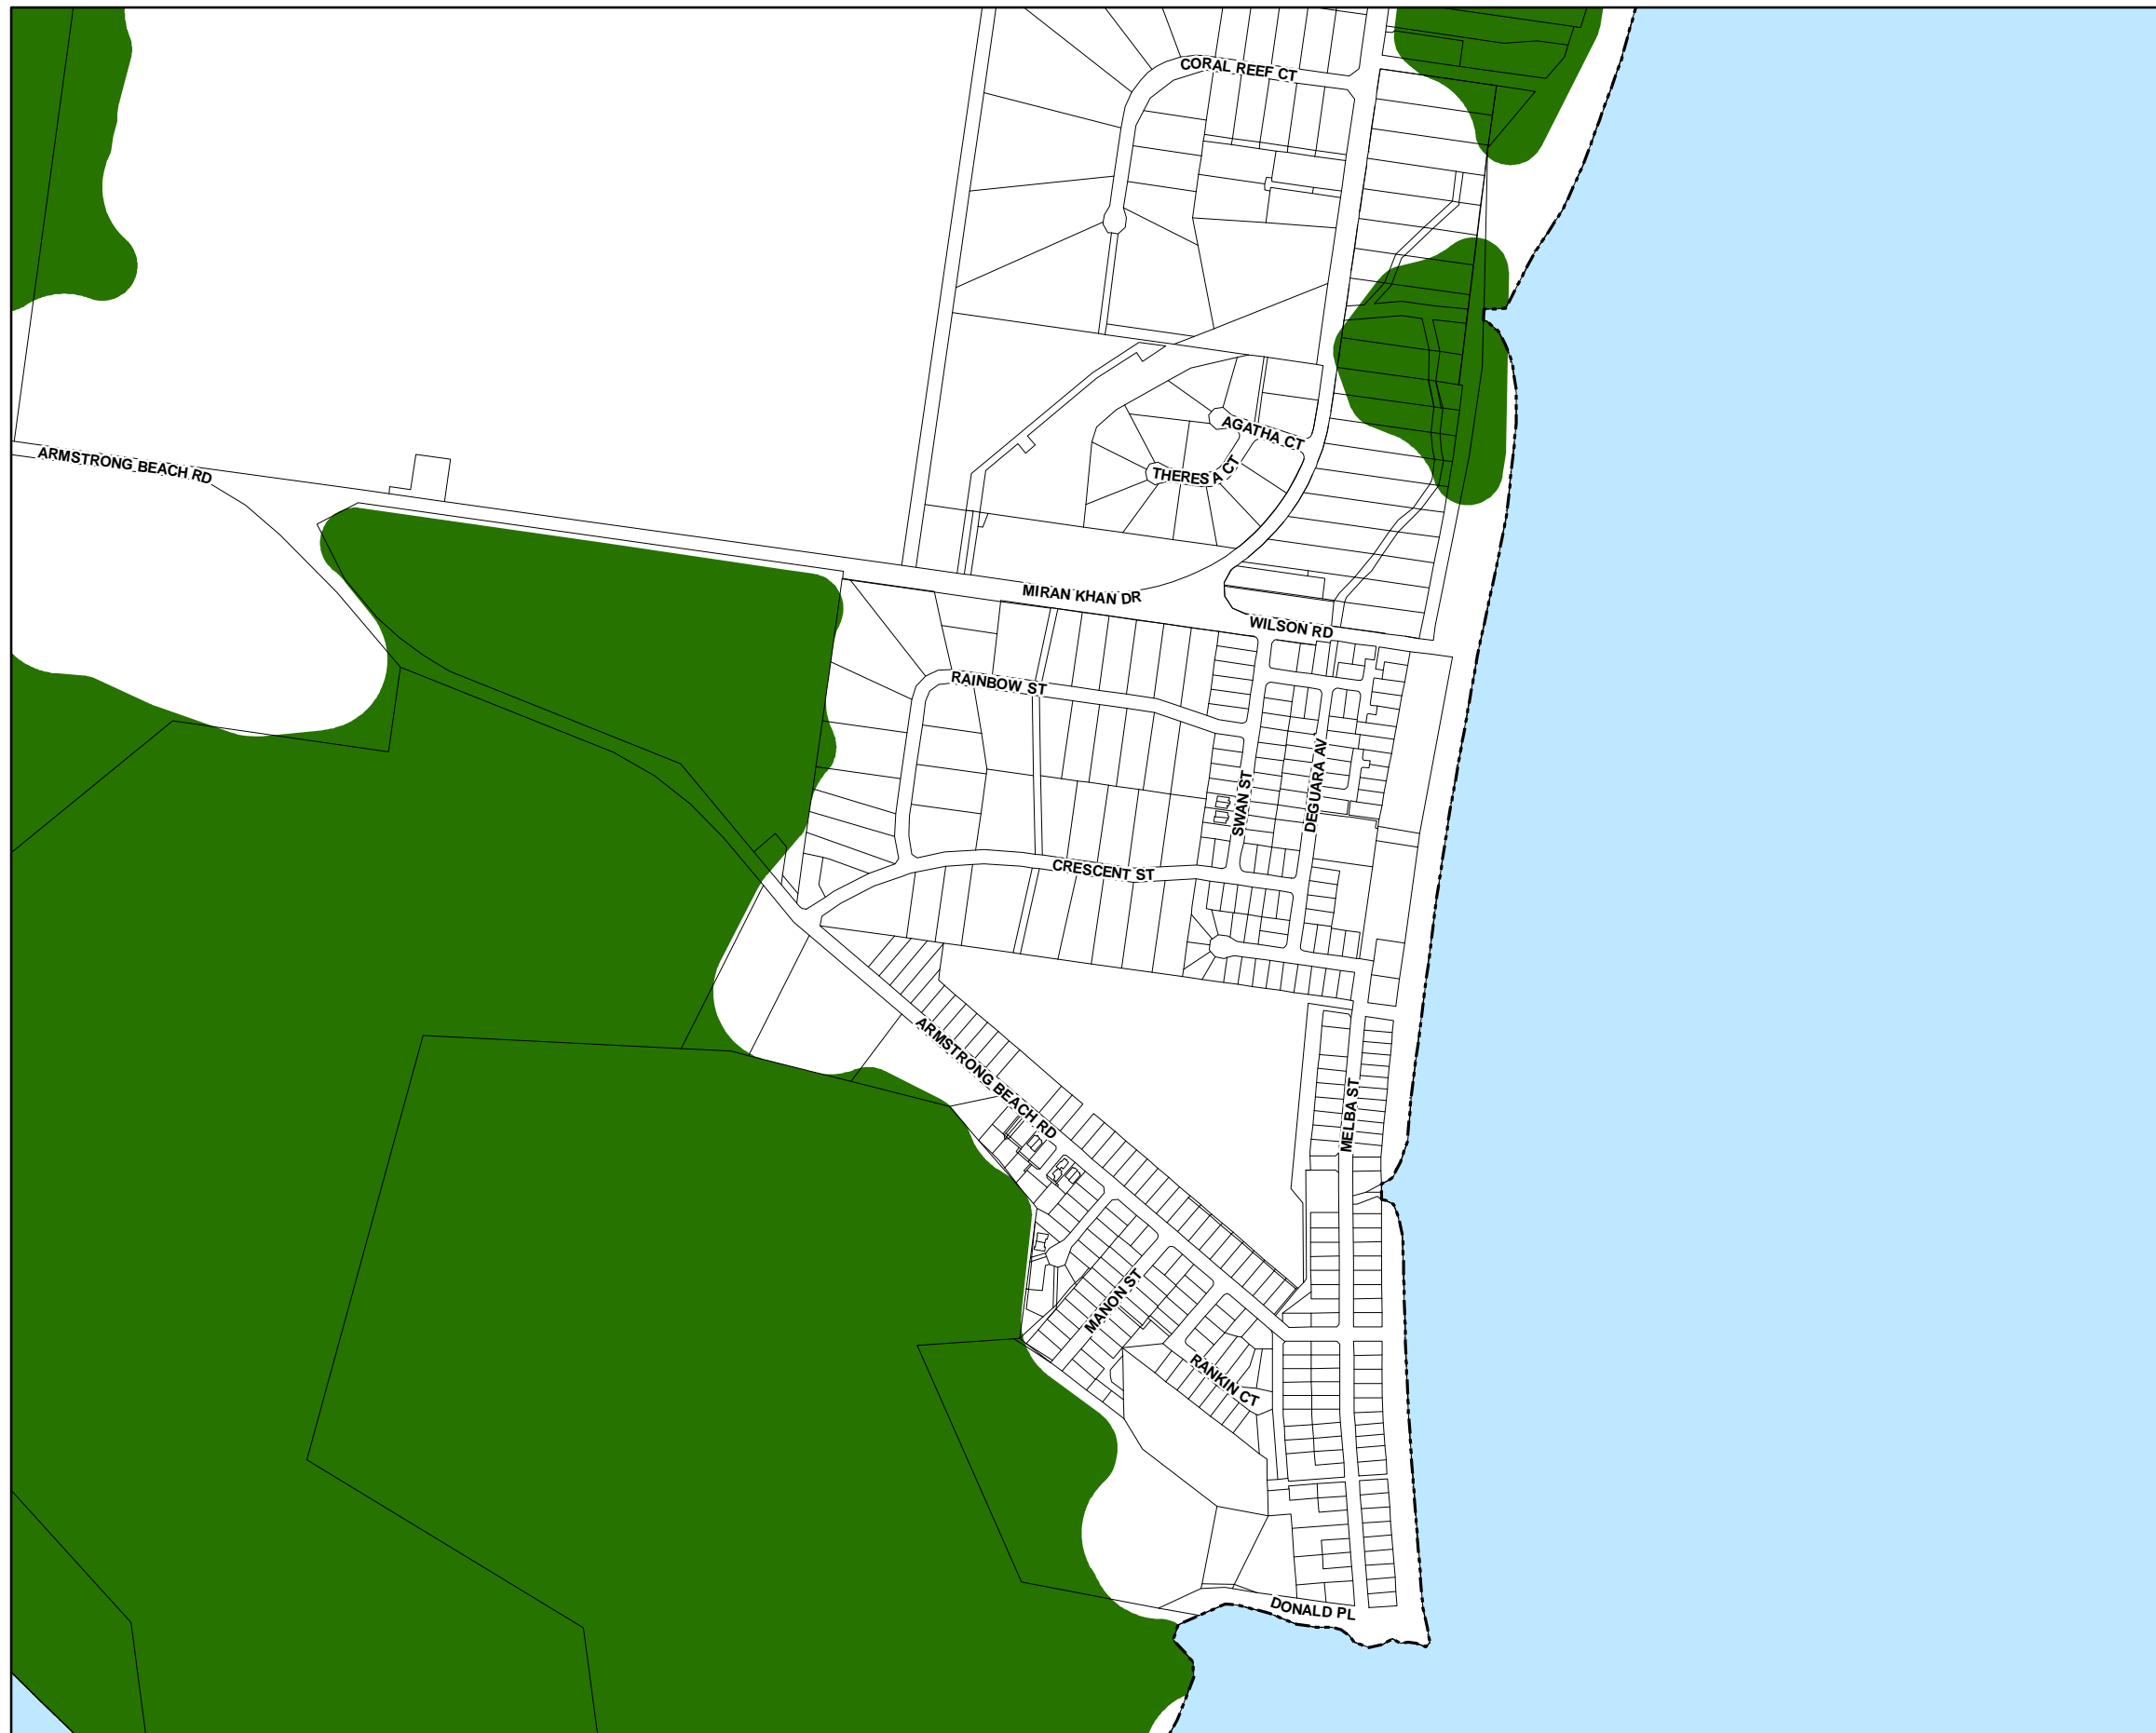 CORAL REEF CT
AGATHA CT
THERESA CT
ARMSTRONG BEACH RD
MIRAN KHAN DR
WILSON RD
RAINBOW ST
SWAN ST
DEGUARA AV
CRESCENT ST
ARMSTRONG BEACH RD
MELBA ST
MANON ST
RANKIN CT
DONALD PL